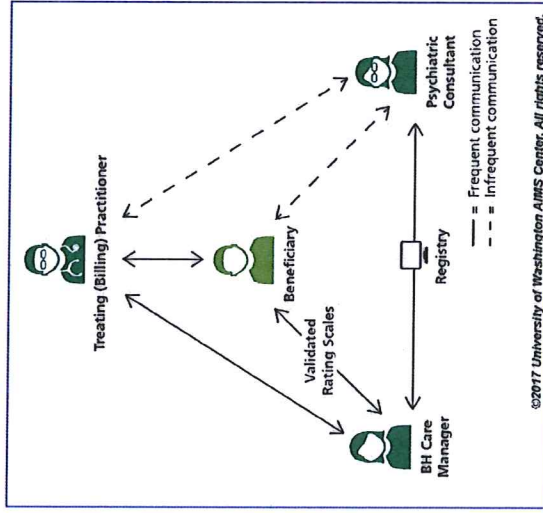 Treating (Billing) Practitioner
Beneficiary
Validated
Rating Scales
BH Care
Manager
Registry
Psychiatric
Consultant
— = Frequent communication
- - - = Infrequent communication
©2017 University of Washington AIMS Center. All rights reserved.